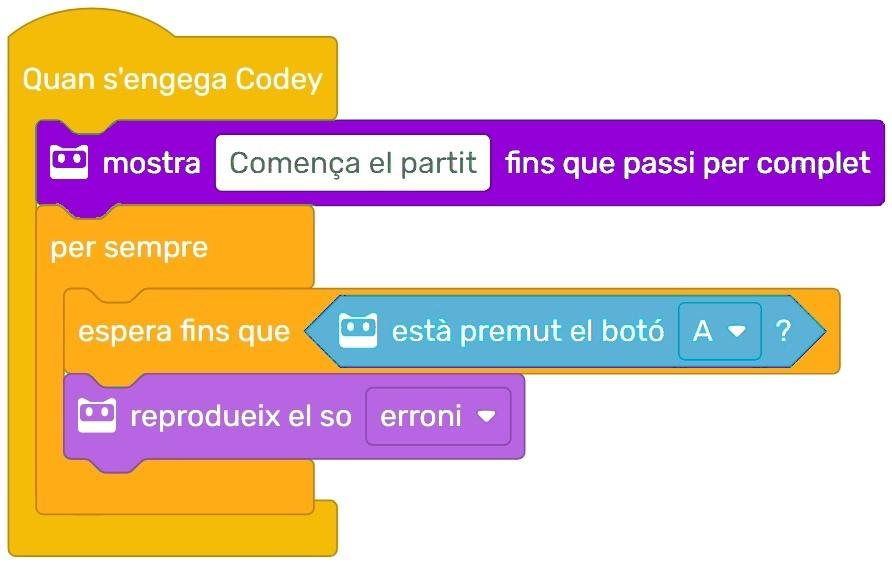 Quan s'engega Codey
mostra Comença el partit fins que passi per complet
per sempre
espera fins que està premut el botó A ?
reprodueix el so erroni